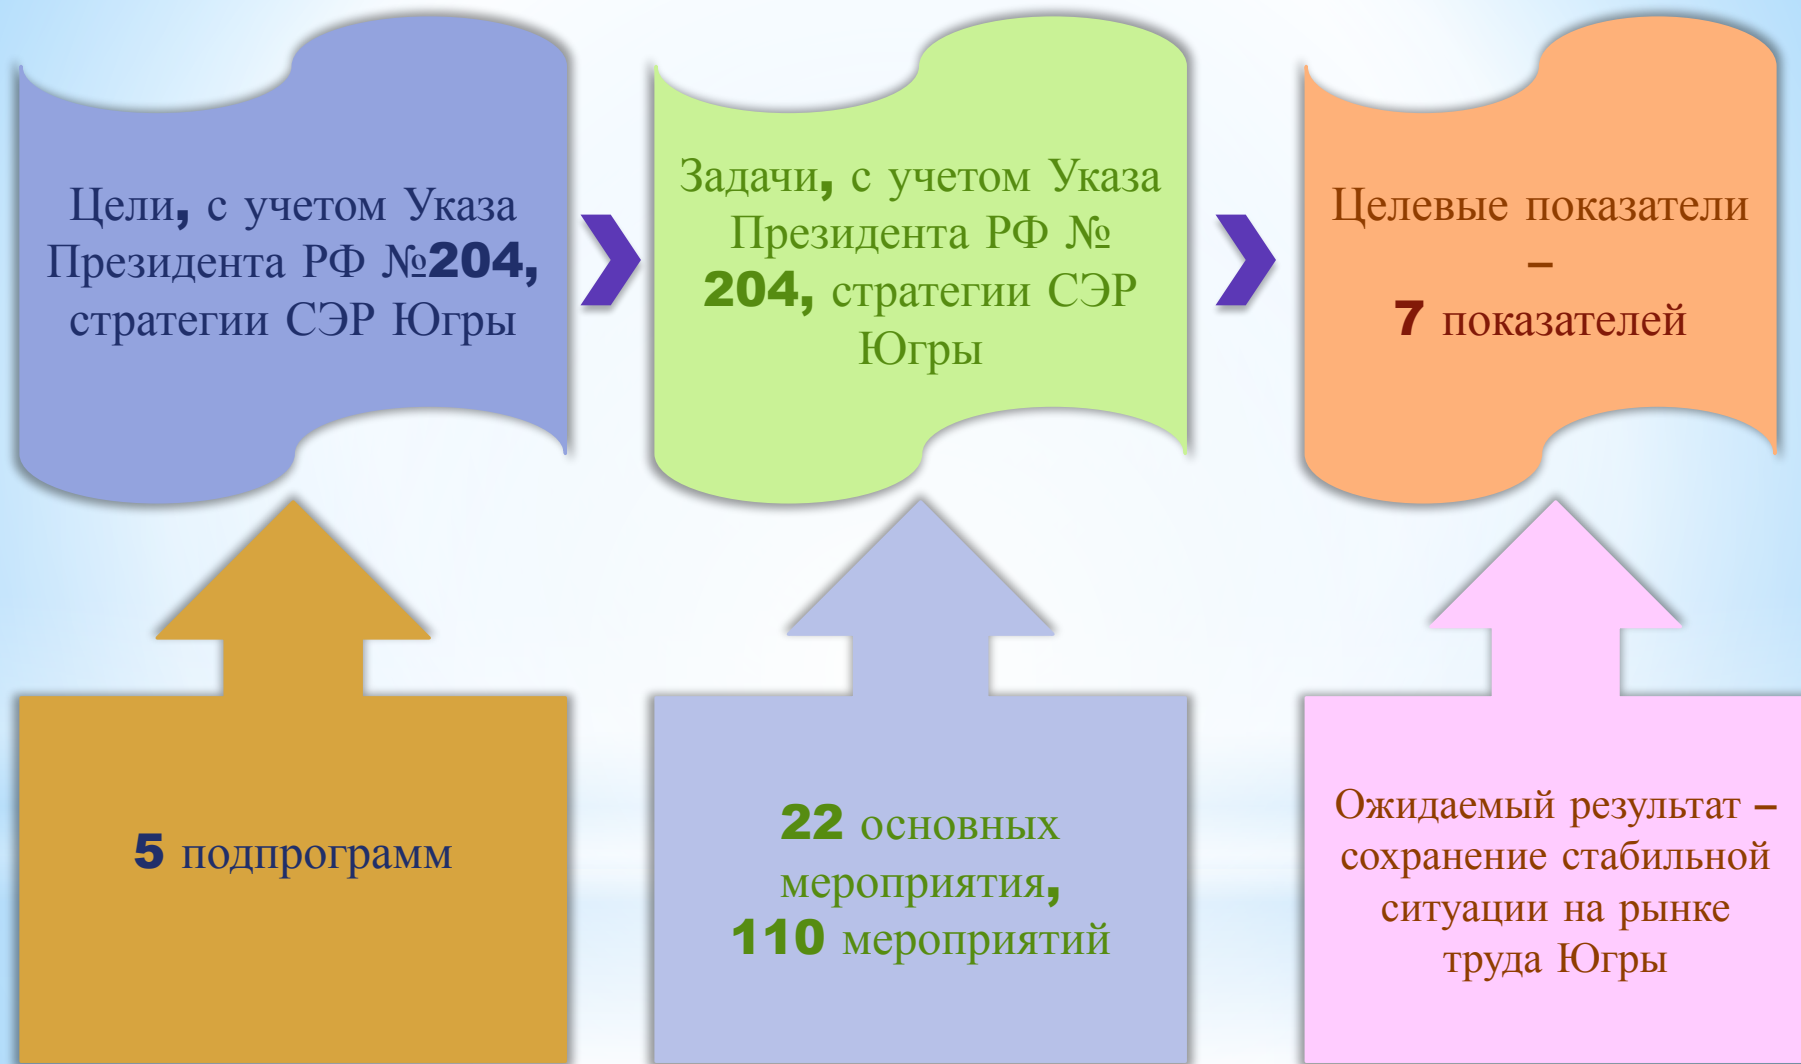 Цели, с учетом Указа
Президента РФ №204,
стратегии СЭР Югры
Задачи, с учетом Указа
Президента РФ №
204, стратегии СЭР
Югры
Целевые показатели
–
7 показателей
5 подпрограмм
22 основных
мероприятия,
110 мероприятий
Ожидаемый результат –
сохранение стабильной
ситуации на рынке
труда Югры